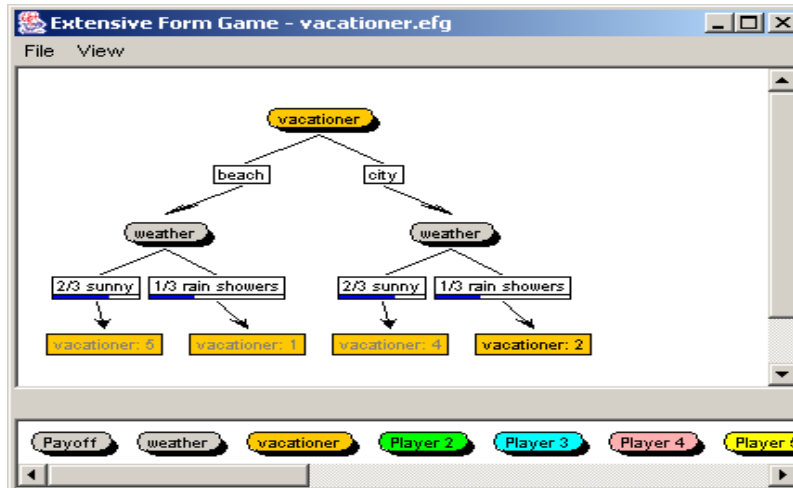 Extensive Form Game - vacationer.efg
File View
vacationer
beach city
weather weather
2/3 sunny 1/3 rain showers 2/3 sunny 1/3 rain showers
vacationer: 5 vacationer: 1 vacationer: 4 vacationer: 2
Payoff weather vacationer Player 2 Player 3 Player 4 Player